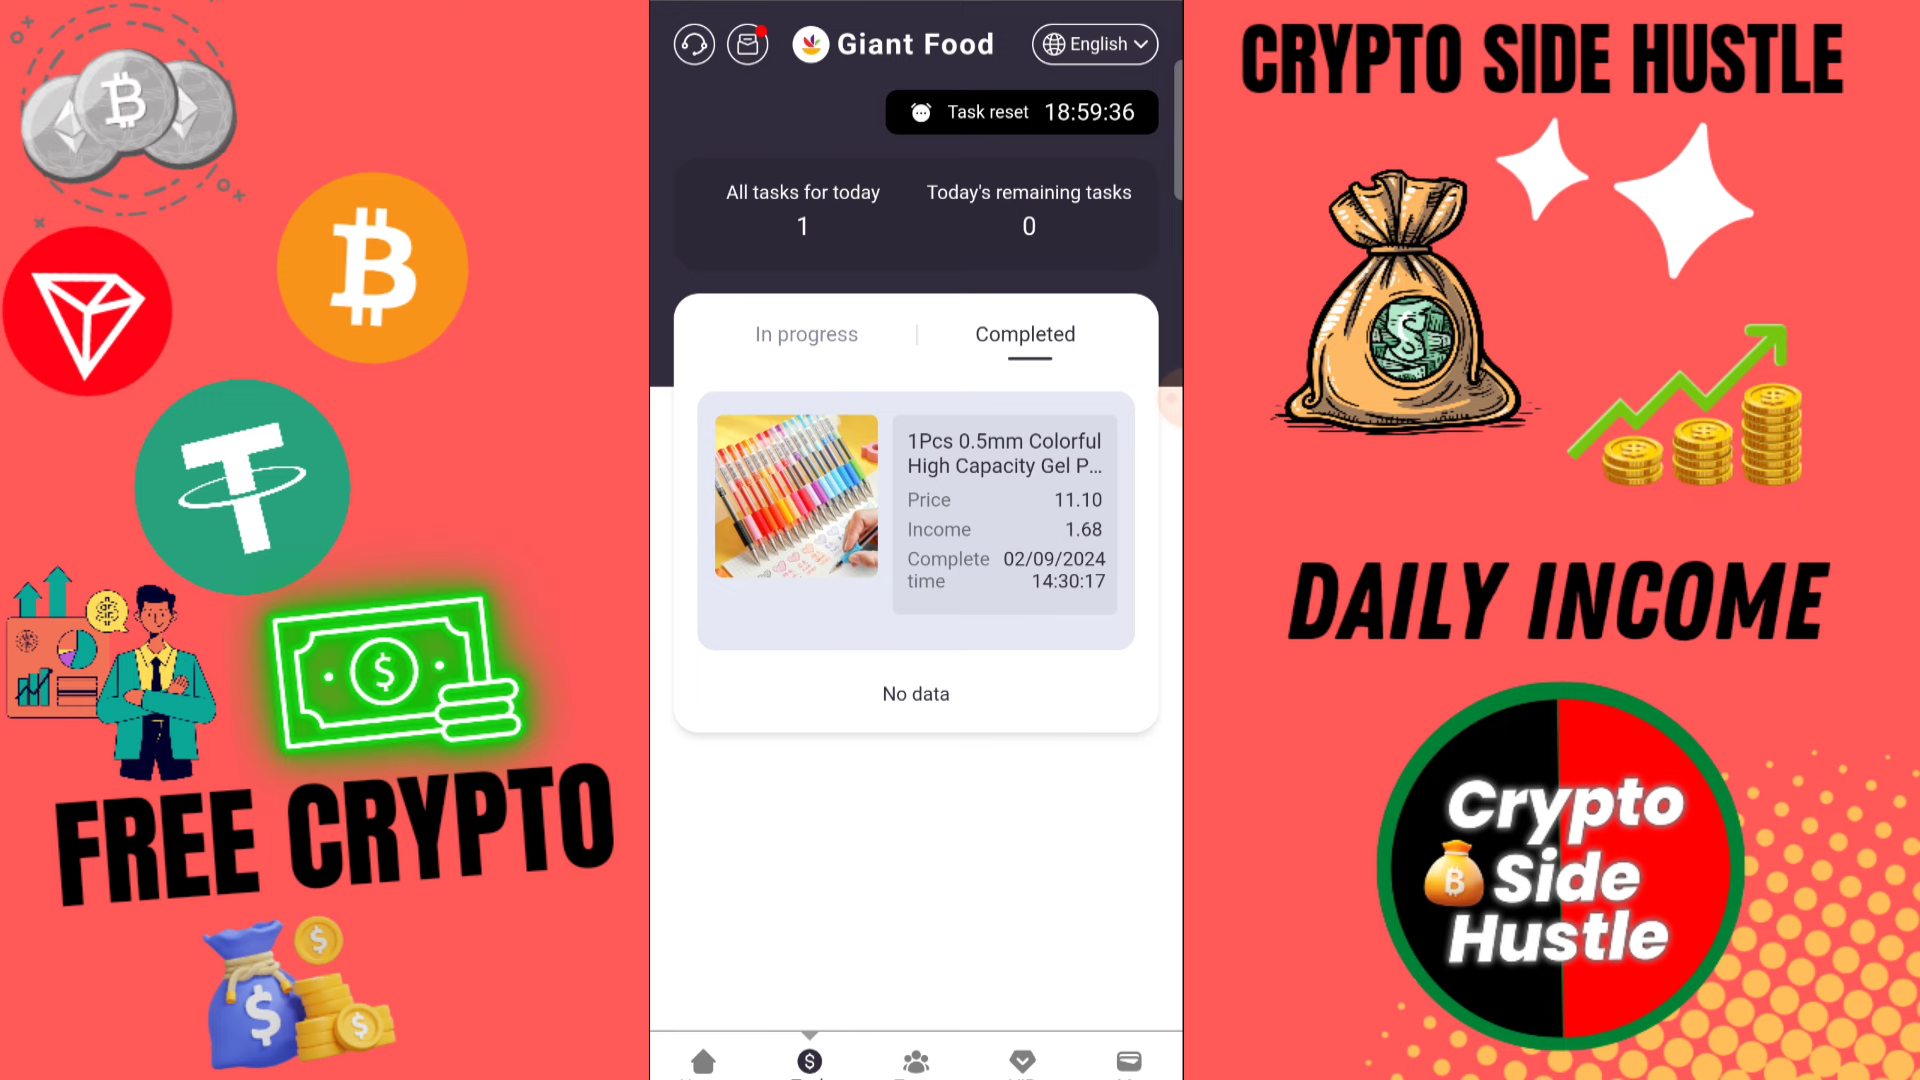 FREE CRYPTO
Giant Food
English
Task reset 18:59:36
All tasks for today
1
Today's remaining tasks
0
In progress
Completed
1Pcs 0.5mm Colorful
High Capacity Gel P...
Price 11.10
Income 1.68
Complete time 02/09/2024 14:30:17
No data
CRYPTO SIDE HUSTLE
DAILY INCOME
Crypto
Side
Hustle